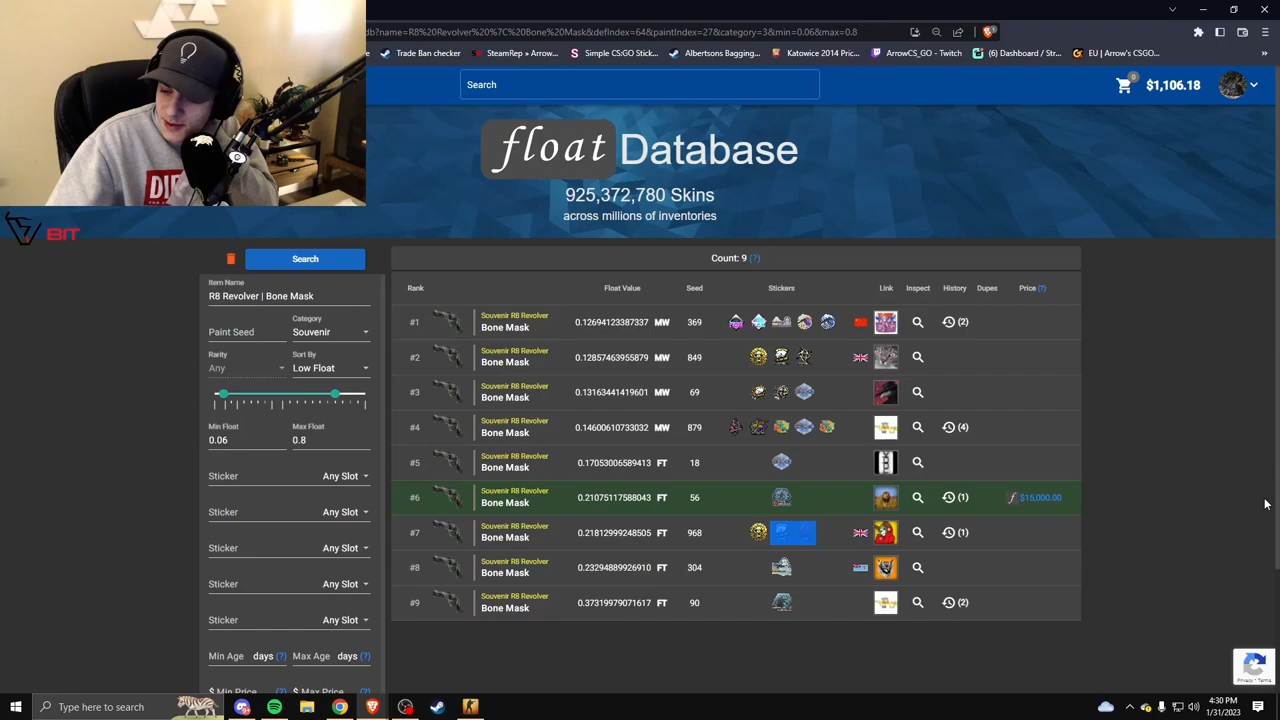 db?name=R8%20Revolver%20%7C%20Bone%20Mask&defIndex=64&paintIndex=27&category=3&min=0.06&max=0.8
Trade Ban checker
SteamRep » Arrow...
Simple CS:GO Stick...
Albertsons Bagging...
Katowice 2014 Pric...
ArrowCS_GO - Twitch
(6) Dashboard / Str...
EU | Arrow's CSGO...
Search
0
$1,106.18
float Database
925,372,780 Skins
across millions of inventories
BIT
Search
Count: 9 (?)
Item Name
R8 Revolver | Bone Mask
Paint Seed
Category
Souvenir
Rarity
Any
Sort By
Low Float
Min Float
0.06
Max Float
0.8
Sticker Any Slot
Sticker Any Slot
Sticker Any Slot
Sticker Any Slot
Sticker Any Slot
Min Age days (?) Max Age days (?)
$ Min Price (?) $ Max Price (?)
Rank Float Value Seed Stickers Link Inspect History Dupes Price (?)
#1 Souvenir R8 Revolver Bone Mask 0.12694123387337 MW 369 (2)
#2 Souvenir R8 Revolver Bone Mask 0.12857463955879 MW 849
#3 Souvenir R8 Revolver Bone Mask 0.13163441419601 MW 69
#4 Souvenir R8 Revolver Bone Mask 0.14600610733032 MW 879 (4)
#5 Souvenir R8 Revolver Bone Mask 0.17053006589413 FT 18
#6 Souvenir R8 Revolver Bone Mask 0.21075117588043 FT 56 (1) f $15,000.00
#7 Souvenir R8 Revolver Bone Mask 0.21812999248505 FT 968 (1)
#8 Souvenir R8 Revolver Bone Mask 0.23294889926910 FT 304
#9 Souvenir R8 Revolver Bone Mask 0.37319979071617 FT 90 (2)
Privacy - Terms
Type here to search
4:30 PM
1/31/2023